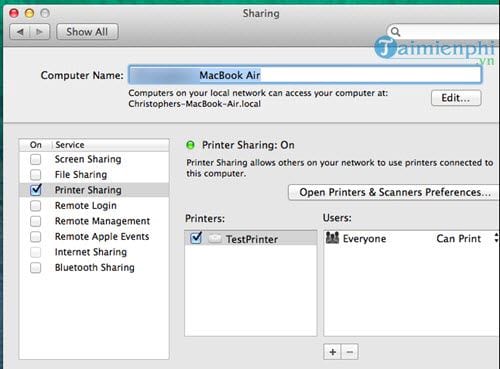 Sharing
Show All
Taimienphi
.vn
Computer Name:
MacBook Air
Computers on your local network can access your computer at:
Christophers-MacBook-Air.local
Edit...
On Service
Screen Sharing
File Sharing
Printer Sharing
Remote Login
Remote Management
Remote Apple Events
Internet Sharing
Bluetooth Sharing
Printer Sharing: On
Printer Sharing allows others on your network to use printers connected to
this computer.
Open Printers & Scanners Preferences...
Printers:
TestPrinter
Users:
Everyone Can Print